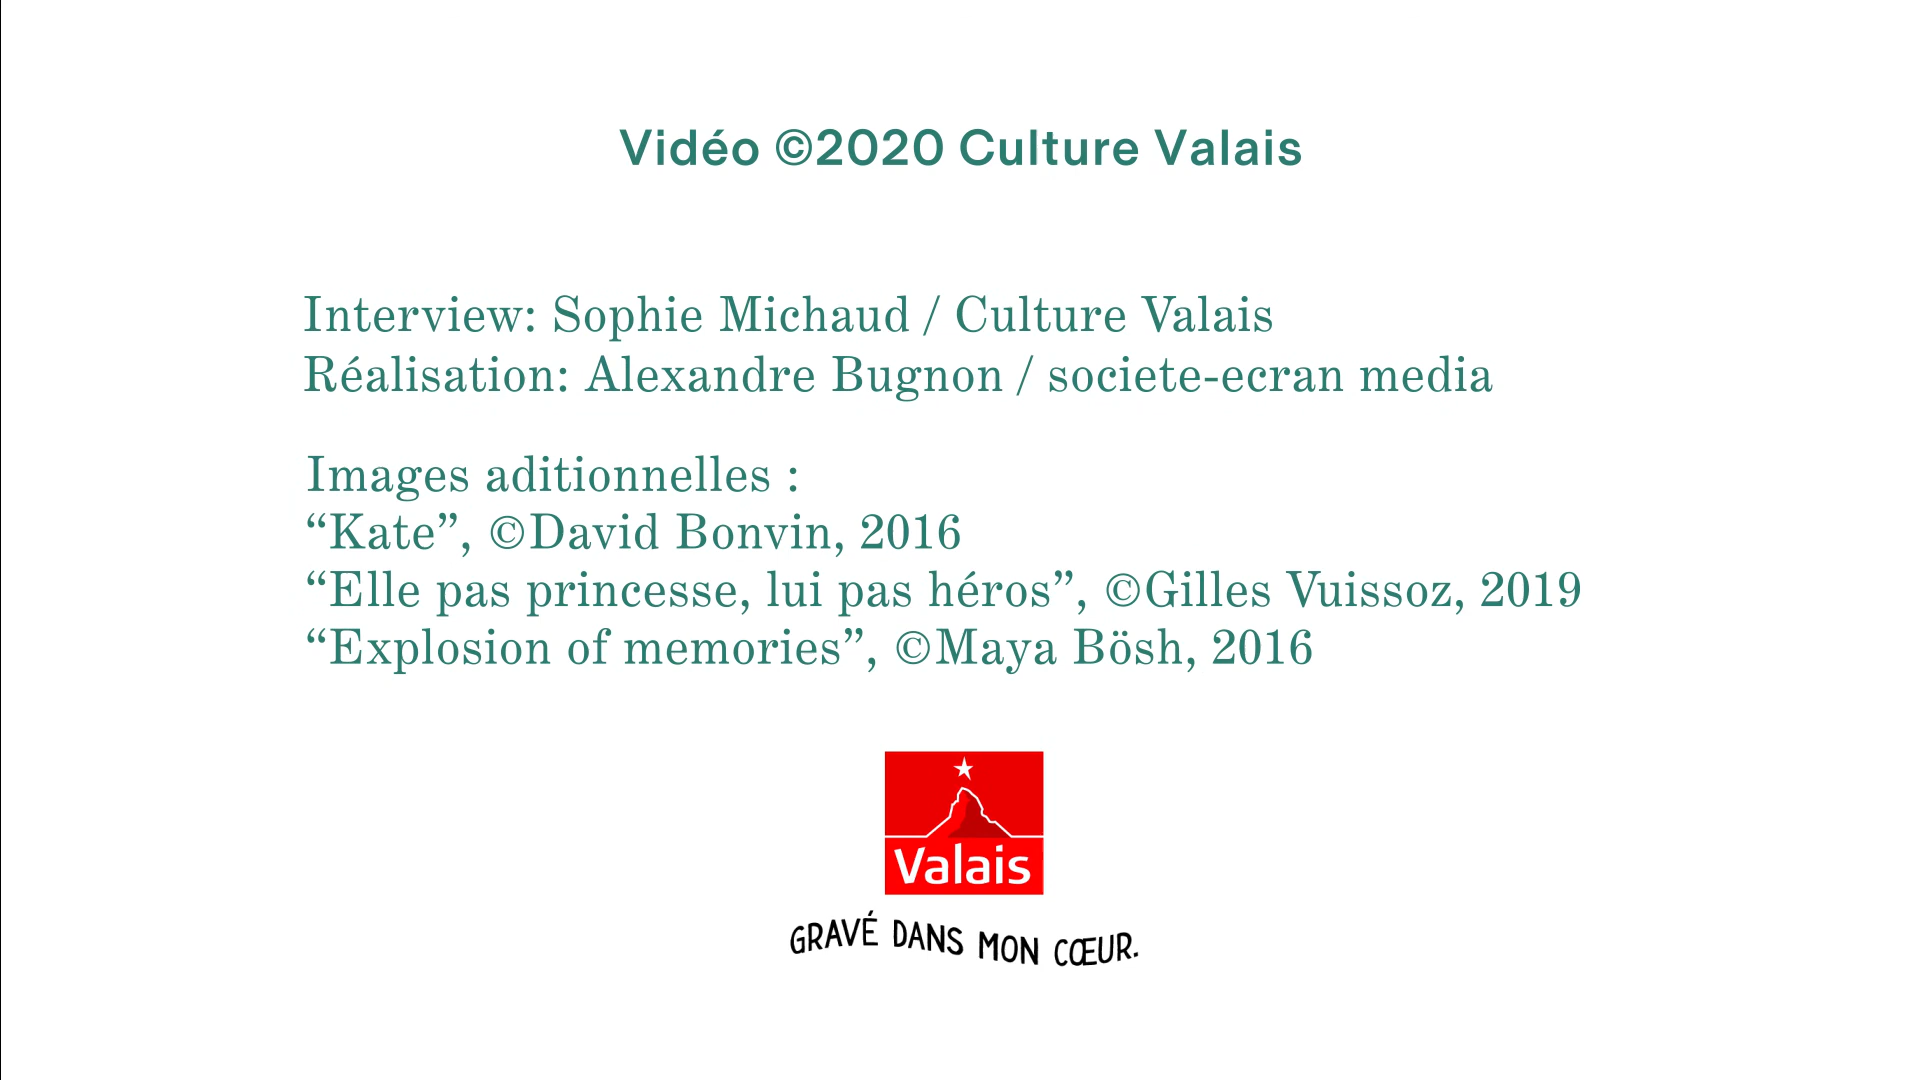 Vidéo ©2020 Culture Valais
Interview: Sophie Michaud / Culture Valais
Réalisation: Alexandre Bugnon / societe-ecran media
Images aditionnelles :
“Kate”, ©David Bonvin, 2016
“Elle pas princesse, lui pas héros”, ©Gilles Vuissoz, 2019
“Explosion of memories”, ©Maya Bösh, 2016
Valais
GRAVÉ DANS MON CŒUR.